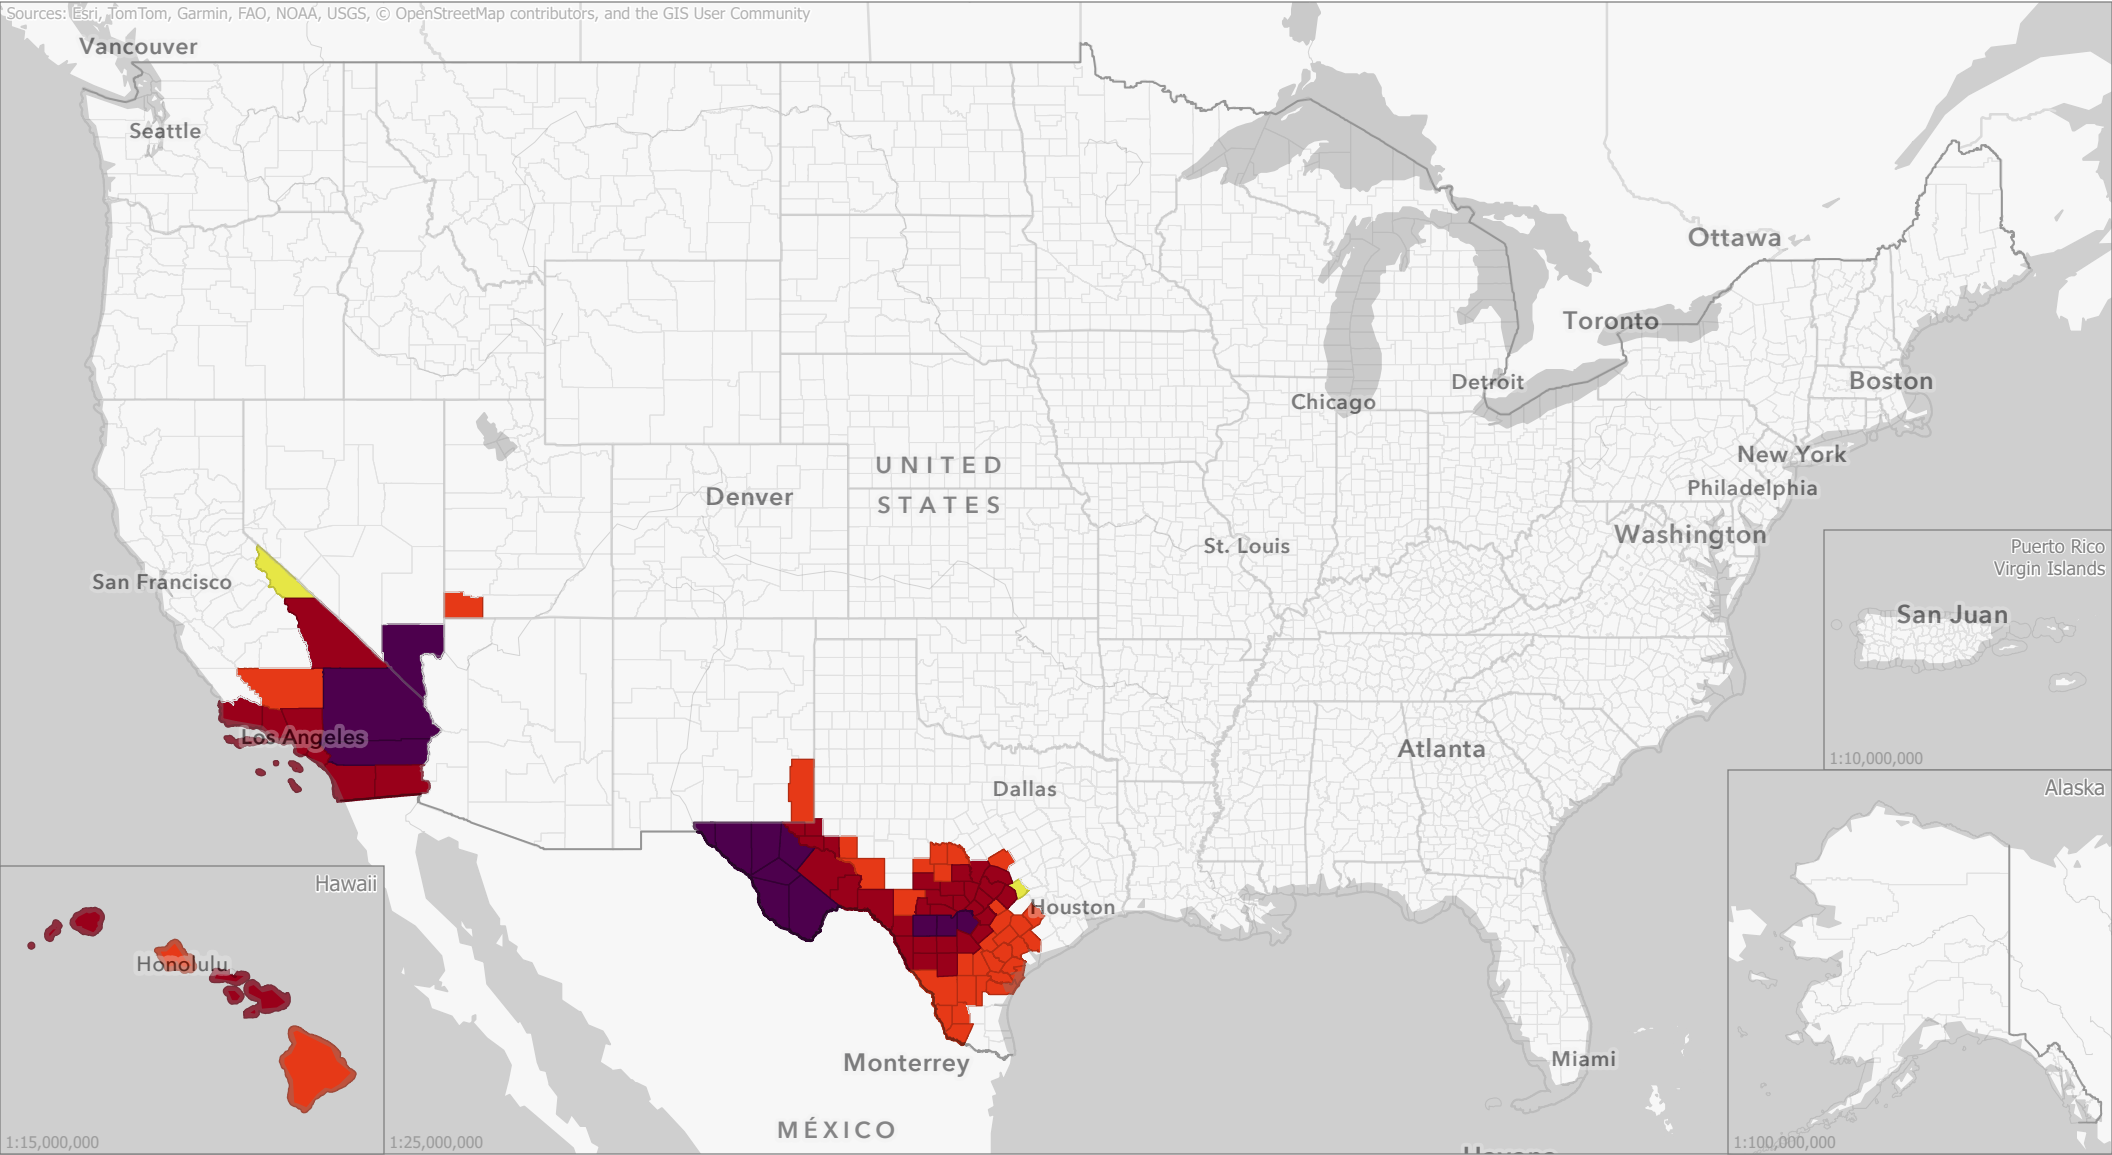 Sources: Esri, TomTom, Garmin, FAO, NOAA, USGS, © OpenStreetMap contributors, and the GIS User Community
Vancouver
Seattle
Ottawa
Toronto
Detroit
Boston
Chicago
New York
UNITED
Denver
Philadelphia
STATES
Washington
St. Louis
San Francisco
Puerto Rico
Virgin Islands
San Juan
Los Angeles
Atlanta
1:10,000,000
Dallas
Alaska
Hawaii
Houston
Honolulu
Monterrey
Miami
MÉXICO
1:15,000,000
1:25,000,000
1:100,000,000